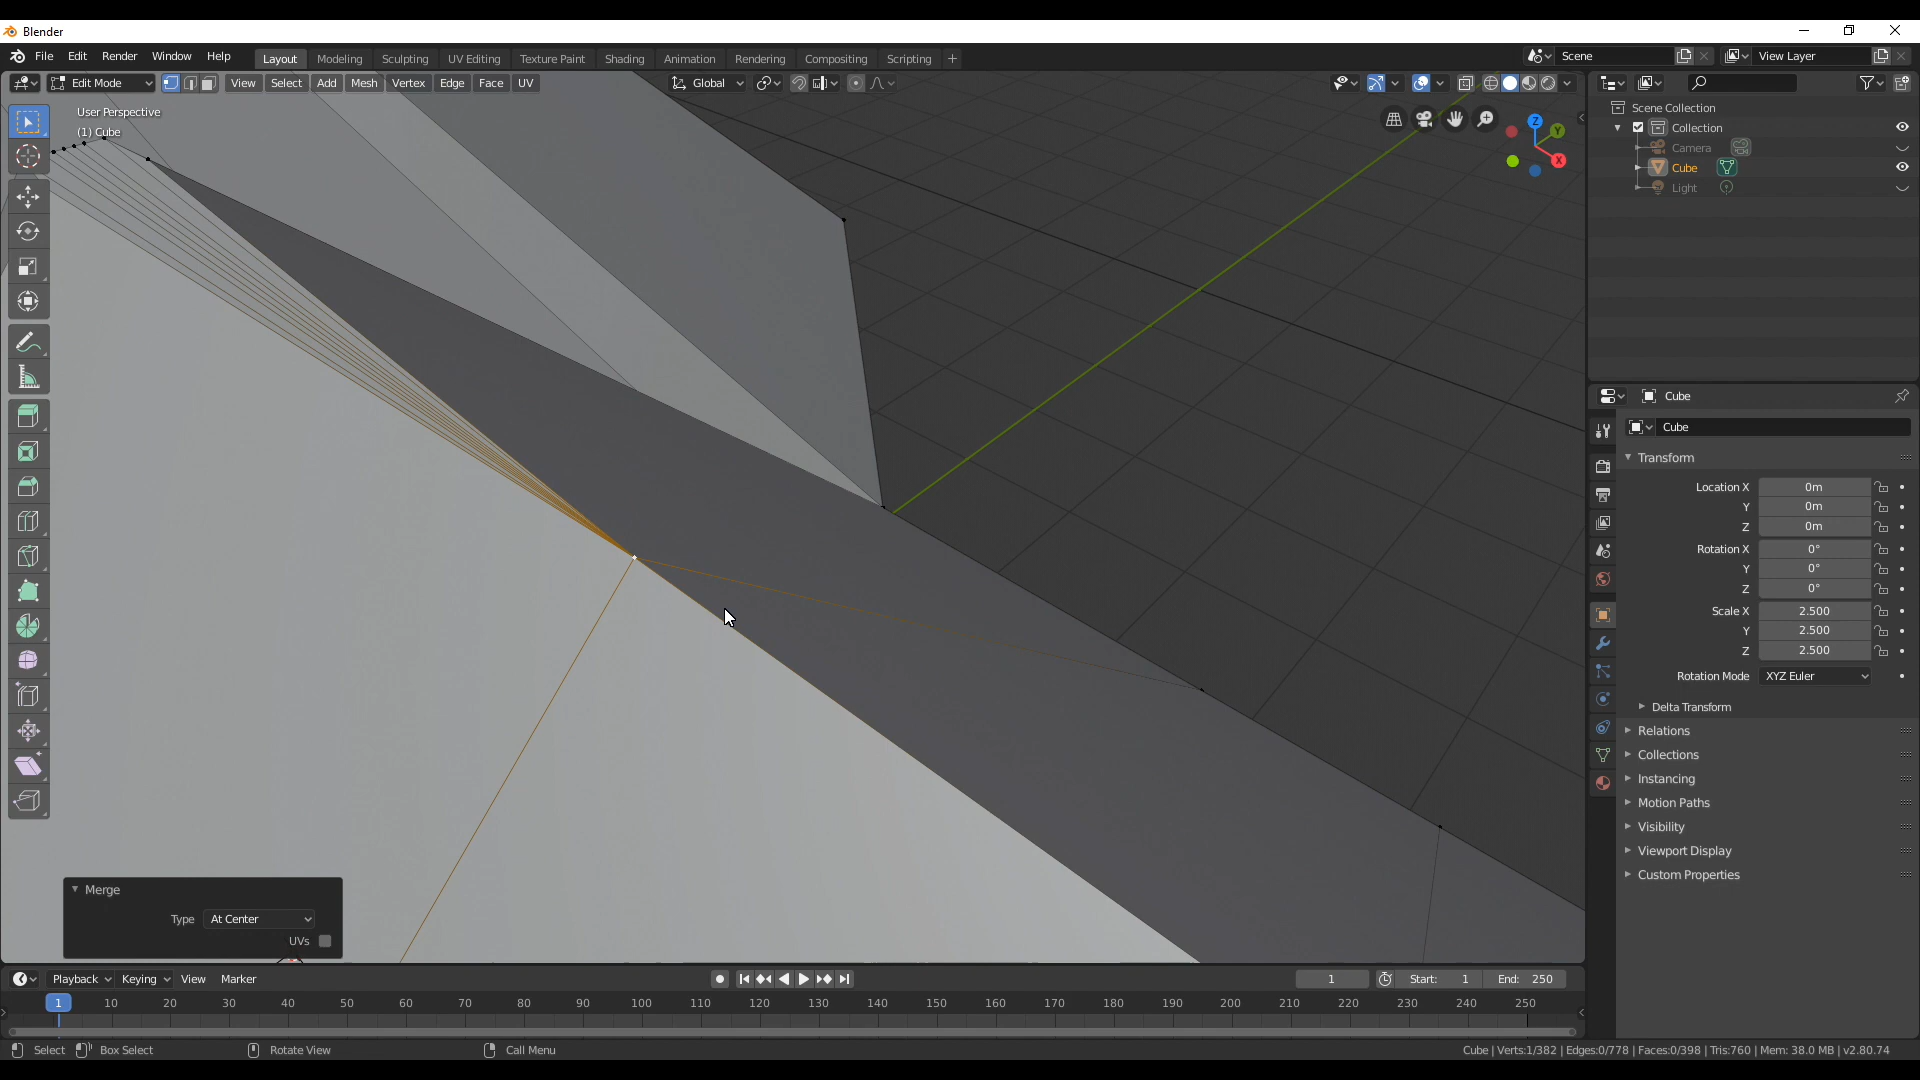 Blender
File Edit Render Window Help
Layout Modeling Sculpting UV Editing Texture Paint Shading Animation Rendering Compositing Scripting +
Scene
View Layer
Edit Mode
View Select Add Mesh Vertex Edge Face UV
Global
User Perspective
(1) Cube
Z
Y
X
Scene Collection
Collection
Camera
Cube
Light
Cube
Cube
Transform
Location X 0m
Y 0m
Z 0m
Rotation X 0°
Y 0°
Z 0°
Scale X 2.500
Y 2.500
Z 2.500
Rotation Mode XYZ Euler
Delta Transform
Relations
Collections
Instancing
Motion Paths
Visibility
Viewport Display
Custom Properties
Merge
Type At Center
UVs
Playback Keying View Marker
1
Start: 1 End: 250
1 10 20 30 40 50 60 70 80 90 100 110 120 130 140 150 160 170 180 190 200 210 220 230 240 250
Select Box Select Rotate View Call Menu
Cube | Verts:1/382 | Edges:0/778 | Faces:0/398 | Tris:760 | Mem: 38.0 MB | v2.80.74